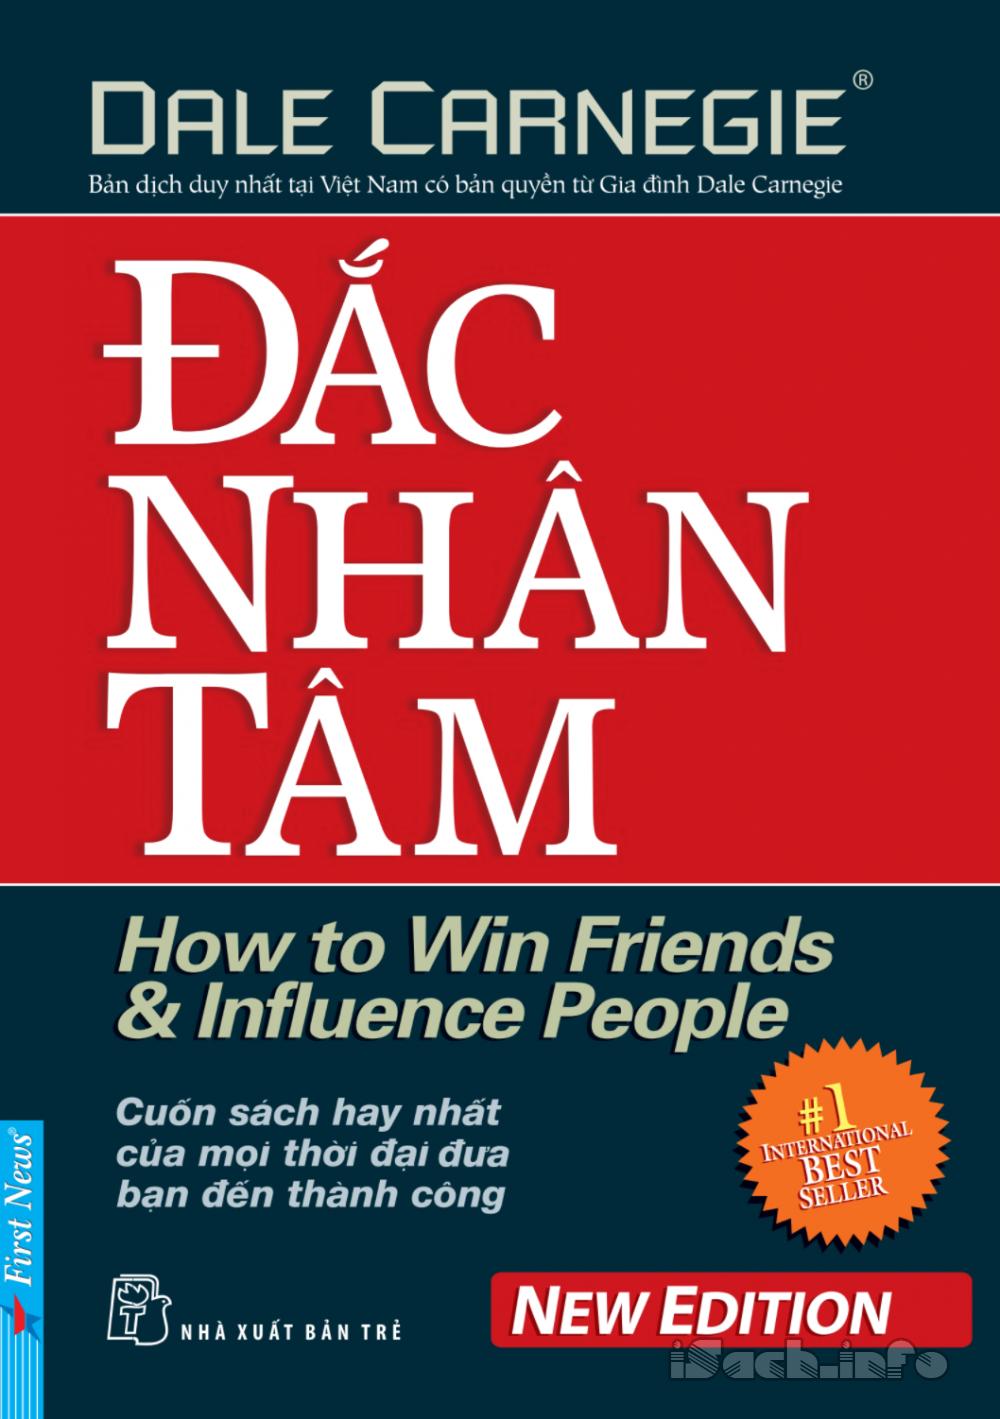 DALE CARNEGIE®
Bản dịch duy nhất tại Việt Nam có bản quyền từ Gia đình Dale Carnegie
ĐẮC
NHÂN
TÂM
How to Win Friends
& Influence People
Cuốn sách hay nhất
của mọi thời đại đưa
bạn đến thành công
#1
INTERNATIONAL
BEST
SELLER
First News®
T
NHÀ XUẤT BẢN TRẺ
NEW EDITION
iSach.info